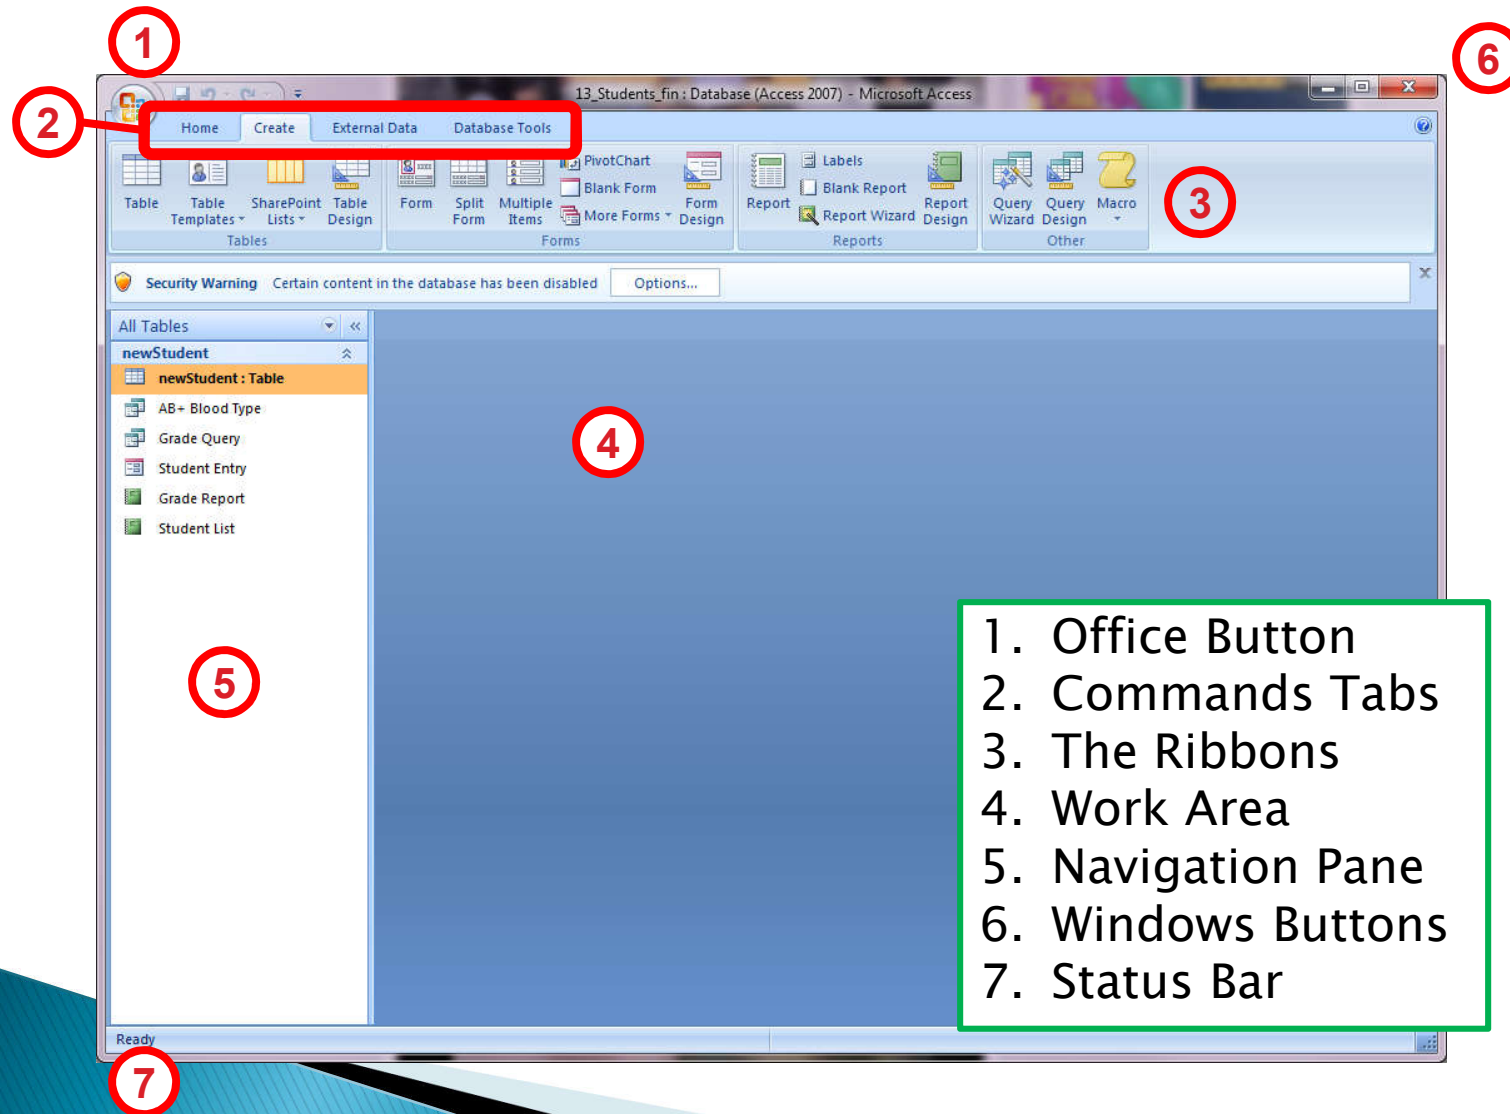 1
6
13_Students_fin : Database (Access 2007) - Microsoft Access
2
Home Create External Data Database Tools
Table
Table Templates
SharePoint Lists
Table Design
Tables
Form
Split Form
Multiple Items
PivotChart
Blank Form
More Forms
Form Design
Forms
Report
Labels
Blank Report
Report Wizard
Report Design
Reports
Query Wizard
Query Design
Macro
Other
3
Security Warning Certain content in the database has been disabled Options...
All Tables
newStudent
newStudent : Table
AB+ Blood Type
Grade Query
Student Entry
Grade Report
Student List
4
5
1. Office Button
2. Commands Tabs
3. The Ribbons
4. Work Area
5. Navigation Pane
6. Windows Buttons
7. Status Bar
Ready
7